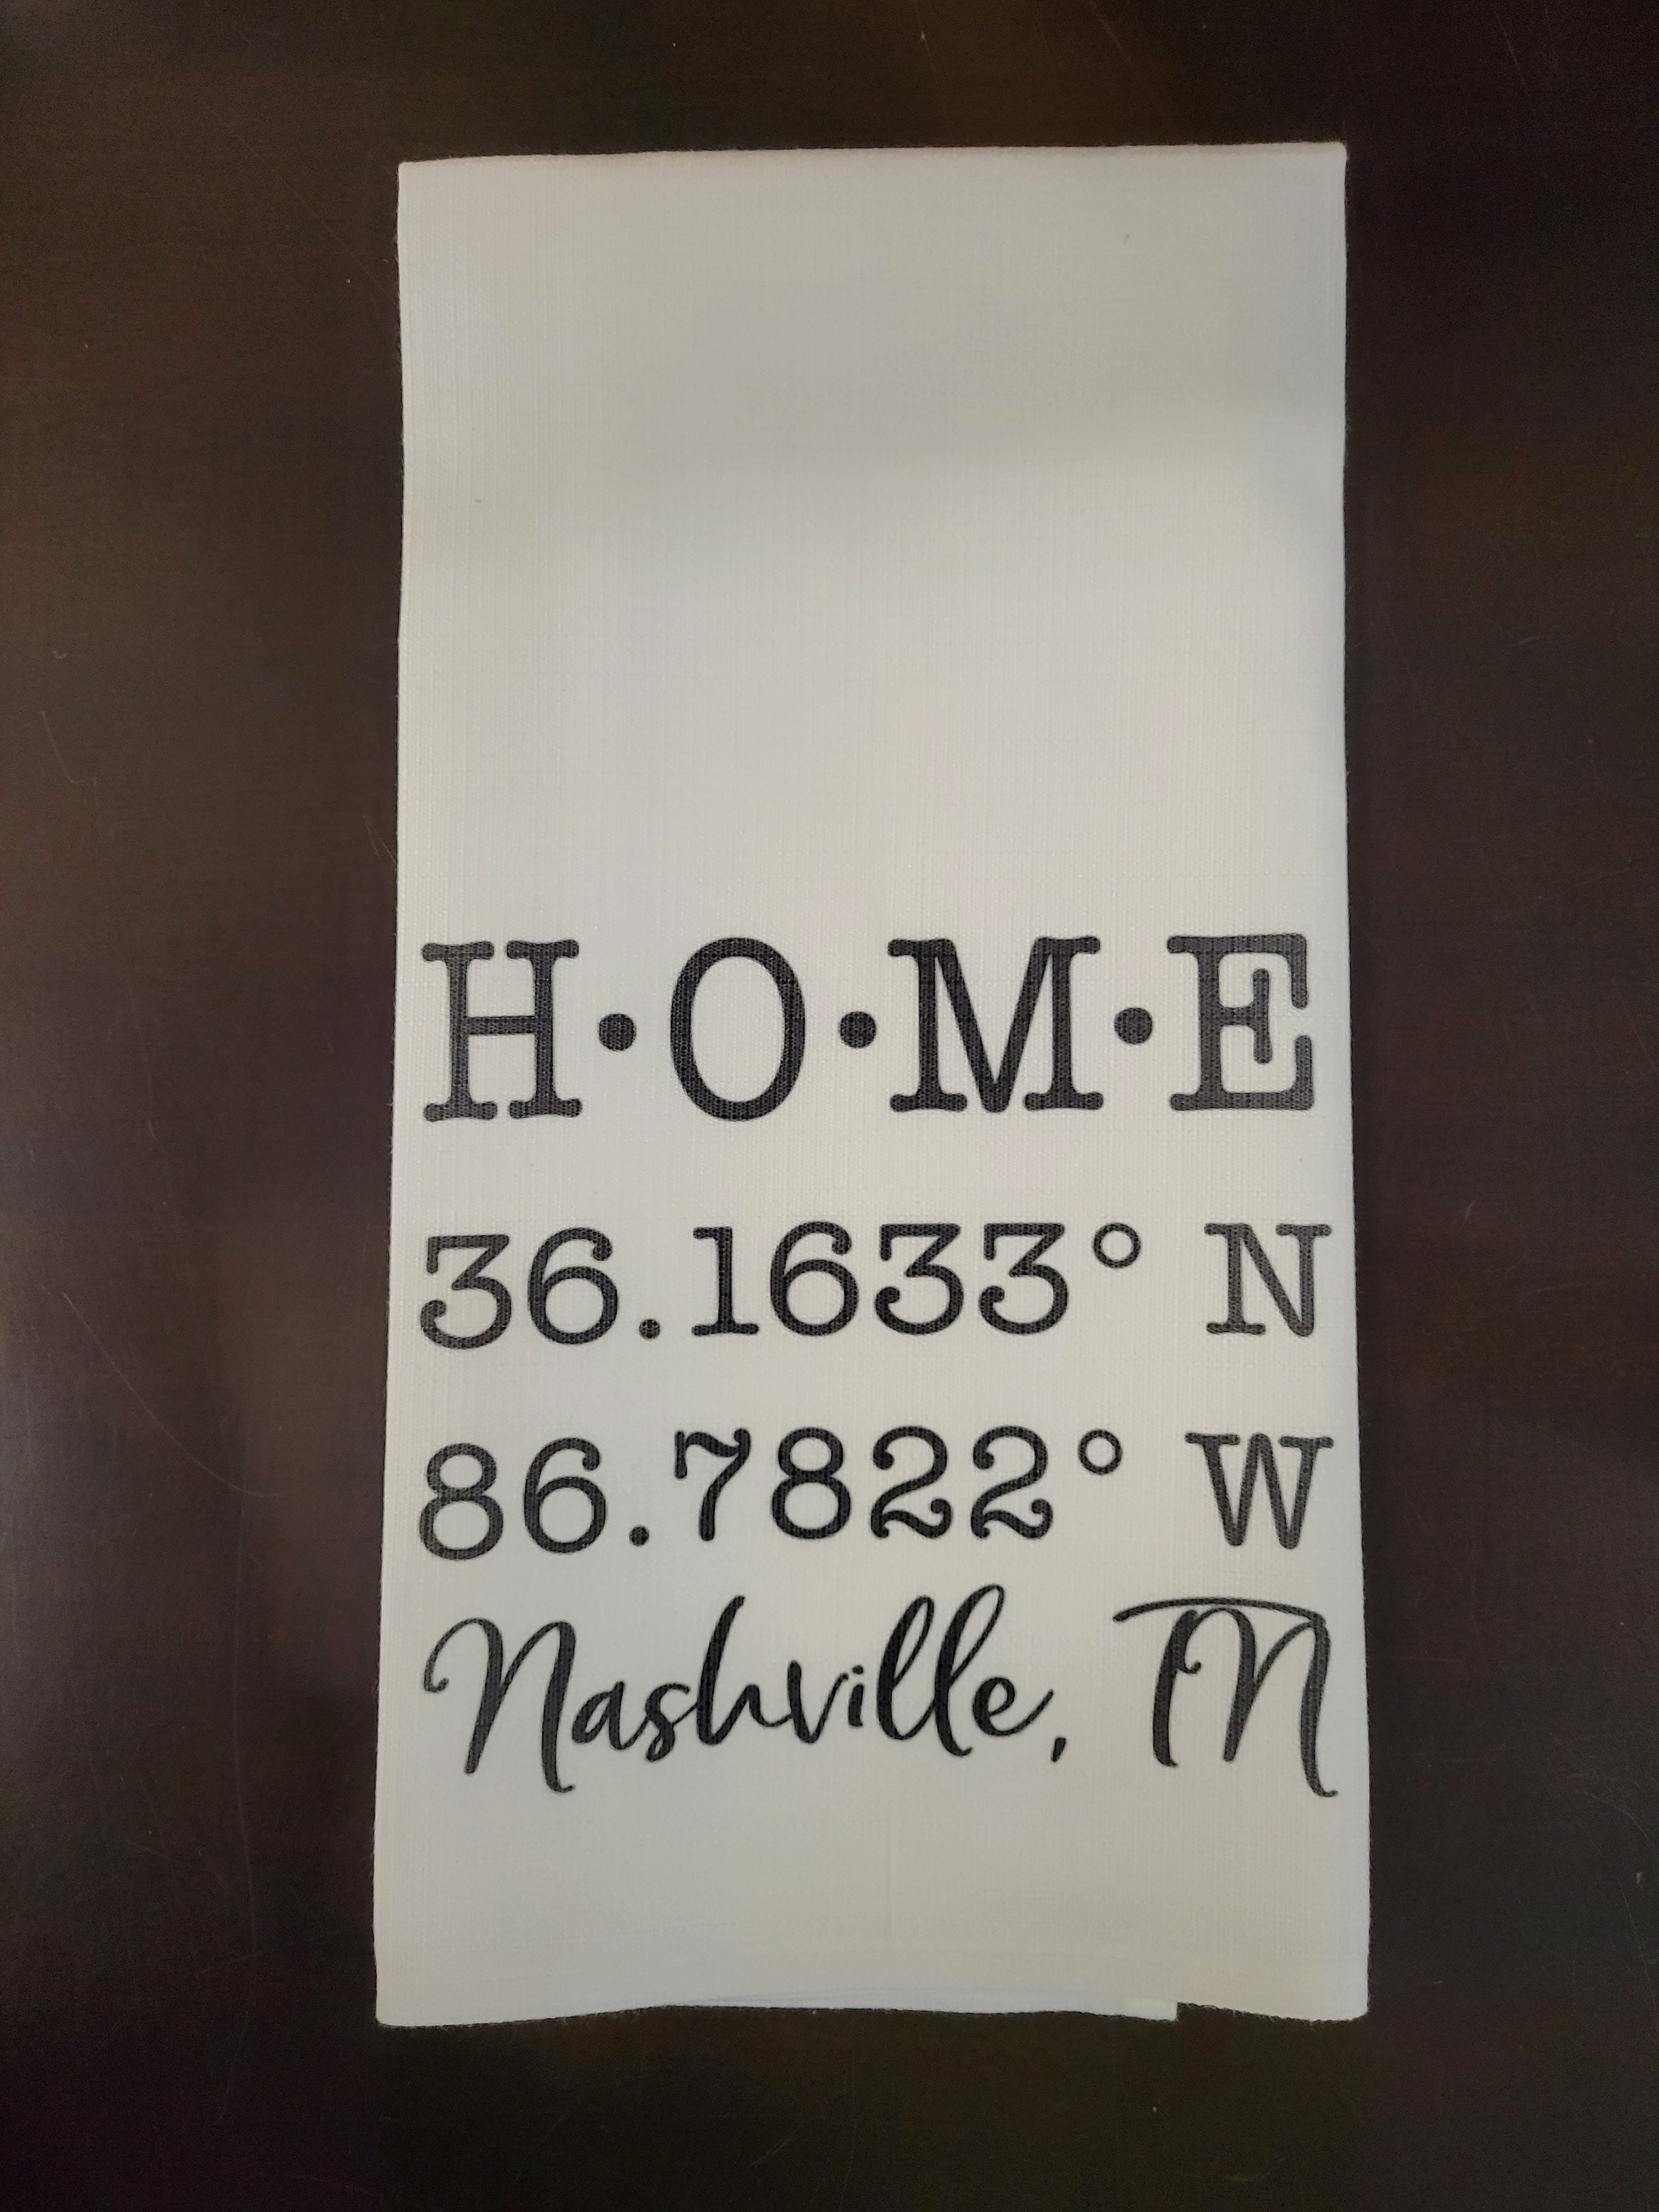 H•O•M•E
36.1633° N
86.7822° W
Nashville, TN